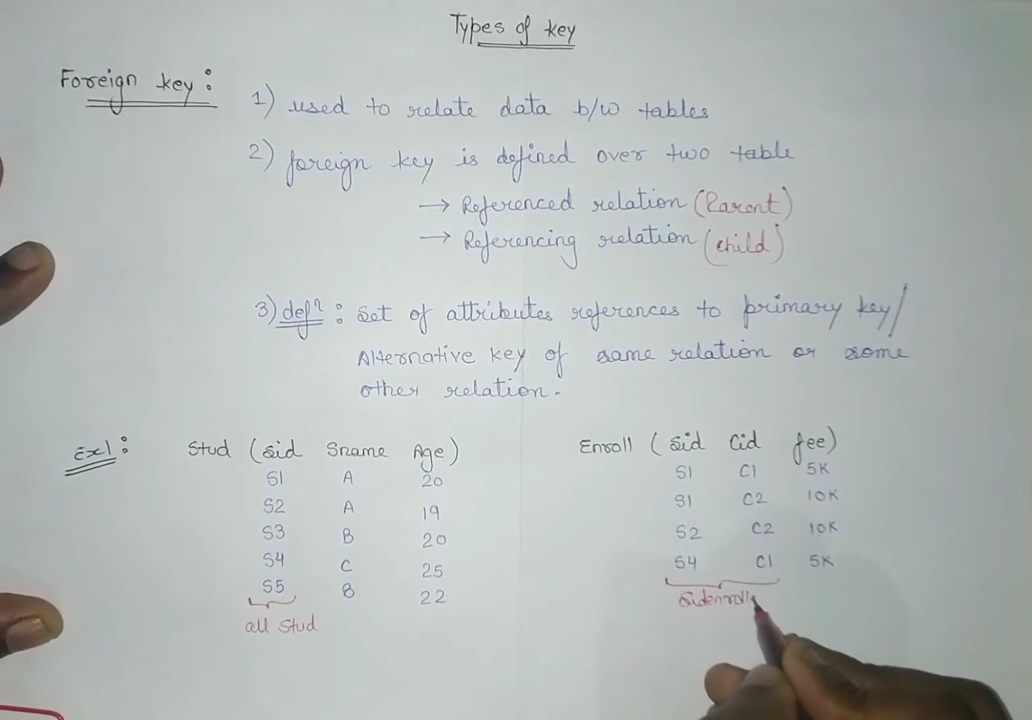 Types of key
Foreign key :
1) used to relate data b/w tables
2) foreign key is defined over two table
→ Referenced relation (Parent)
→ Referencing relation (child)
3) defⁿ : Set of attributes references to primary key/
Alternative key of same relation or some
other relation.
Ex1 : Stud (Sid Sname Age)
S1 A 20
S2 A 19
S3 B 20
S4 C 25
S5 B 22
all Stud
Enroll (Sid Cid fee)
S1 C1 5K
S1 C2 10K
S2 C2 10K
S4 C1 5K